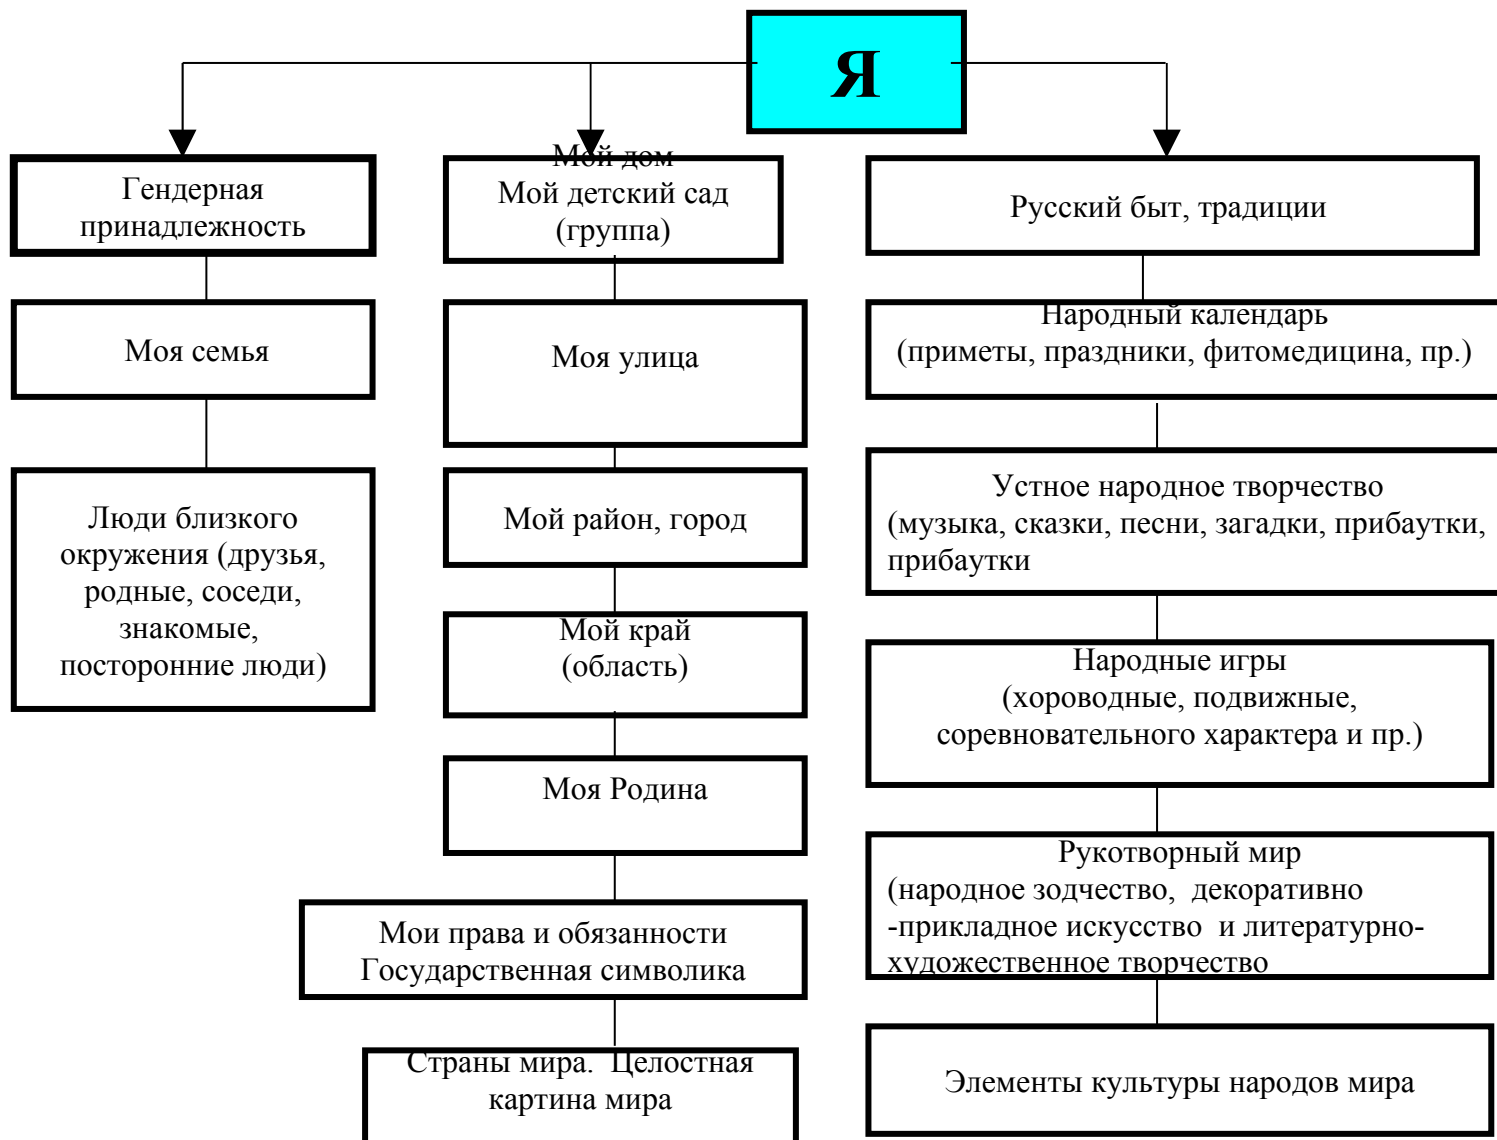 Я
Гендерная
принадлежность
Моя семья
Люди близкого
окружения (друзья,
родные, соседи,
знакомые,
посторонние люди)
Мой дом
Мой детский сад
(группа)
Моя улица
Мой район, город
Мой край
(область)
Моя Родина
Мои права и обязанности
Государственная символика
Страны мира. Целостная
картина мира
Русский быт, традиции
Народный календарь
(приметы, праздники, фитомедицина, пр.)
Устное народное творчество
(музыка, сказки, песни, загадки, прибаутки,
прибаутки
Народные игры
(хороводные, подвижные,
соревновательного характера и пр.)
Рукотворный мир
(народное зодчество, декоративно
-прикладное искусство и литературно-
художественное творчество
Элементы культуры народов мира